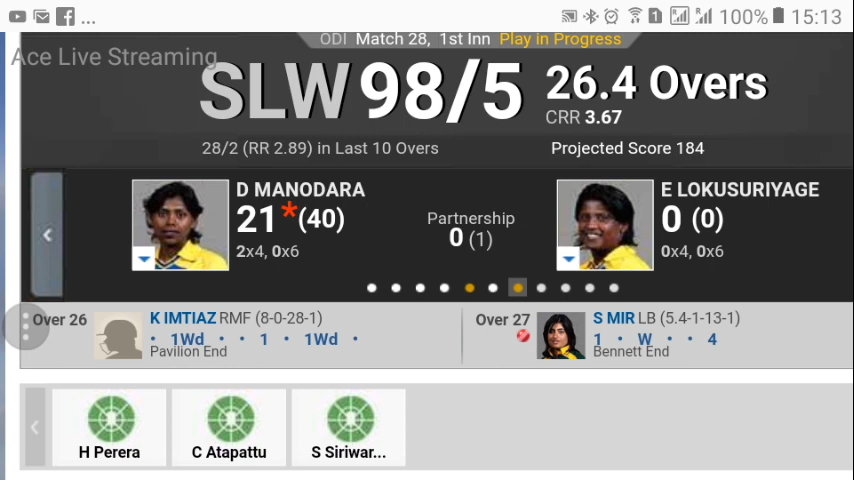 ... 1 100% 15:13
ODI Match 28, 1st Inn Play in Progress
Ace Live Streaming
SLW 98/5 26.4 Overs
CRR 3.67
28/2 (RR 2.89) in Last 10 Overs Projected Score 184
D MANODARA E LOKUSURIYAGE
21*(40) Partnership 0 (0)
0 (1)
2x4, 0x6 0x4, 0x6
Over 26 K IMTIAZ RMF (8-0-28-1) Over 27 S MIR LB (5.4-1-13-1)
• 1Wd • • 1 • 1Wd • 1 • W • • 4
Pavilion End Bennett End
H Perera C Atapattu S Siriwar...